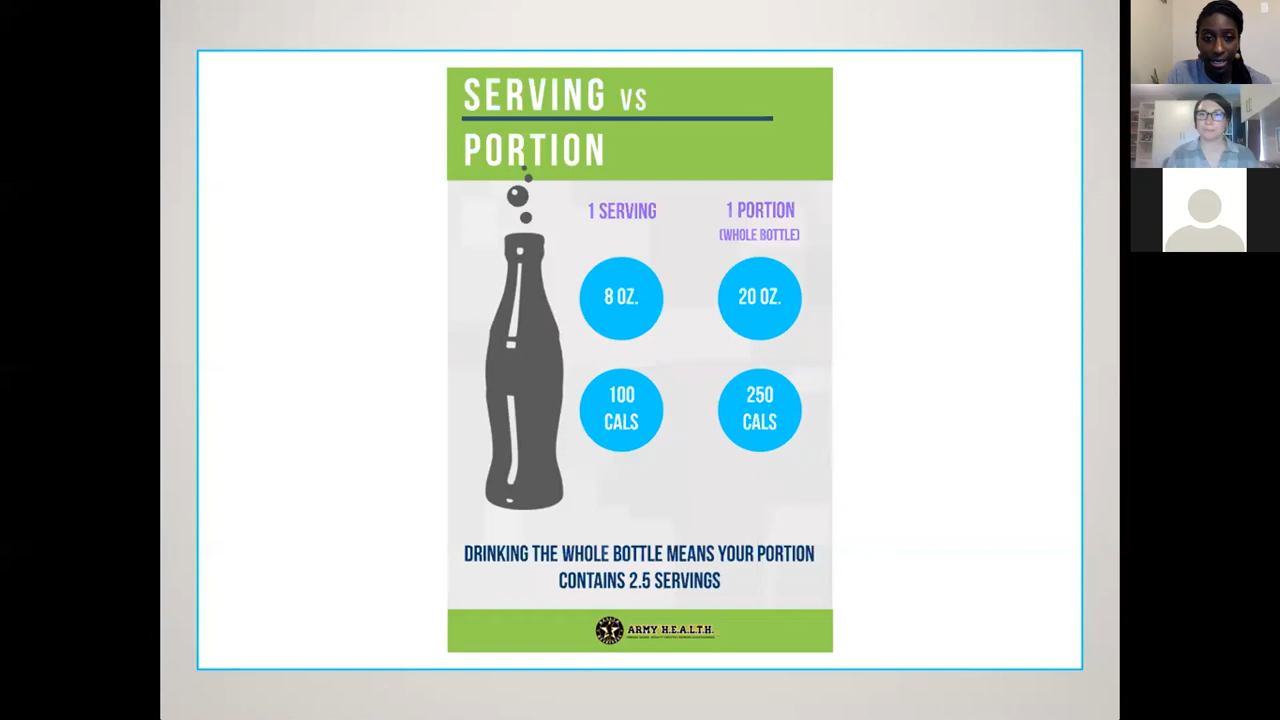 SERVING VS
PORTION
1 SERVING
1 PORTION
(WHOLE BOTTLE)
8 OZ.
20 OZ.
100
CALS
250
CALS
DRINKING THE WHOLE BOTTLE MEANS YOUR PORTION
CONTAINS 2.5 SERVINGS
ARMY H.E.A.L.T.H.